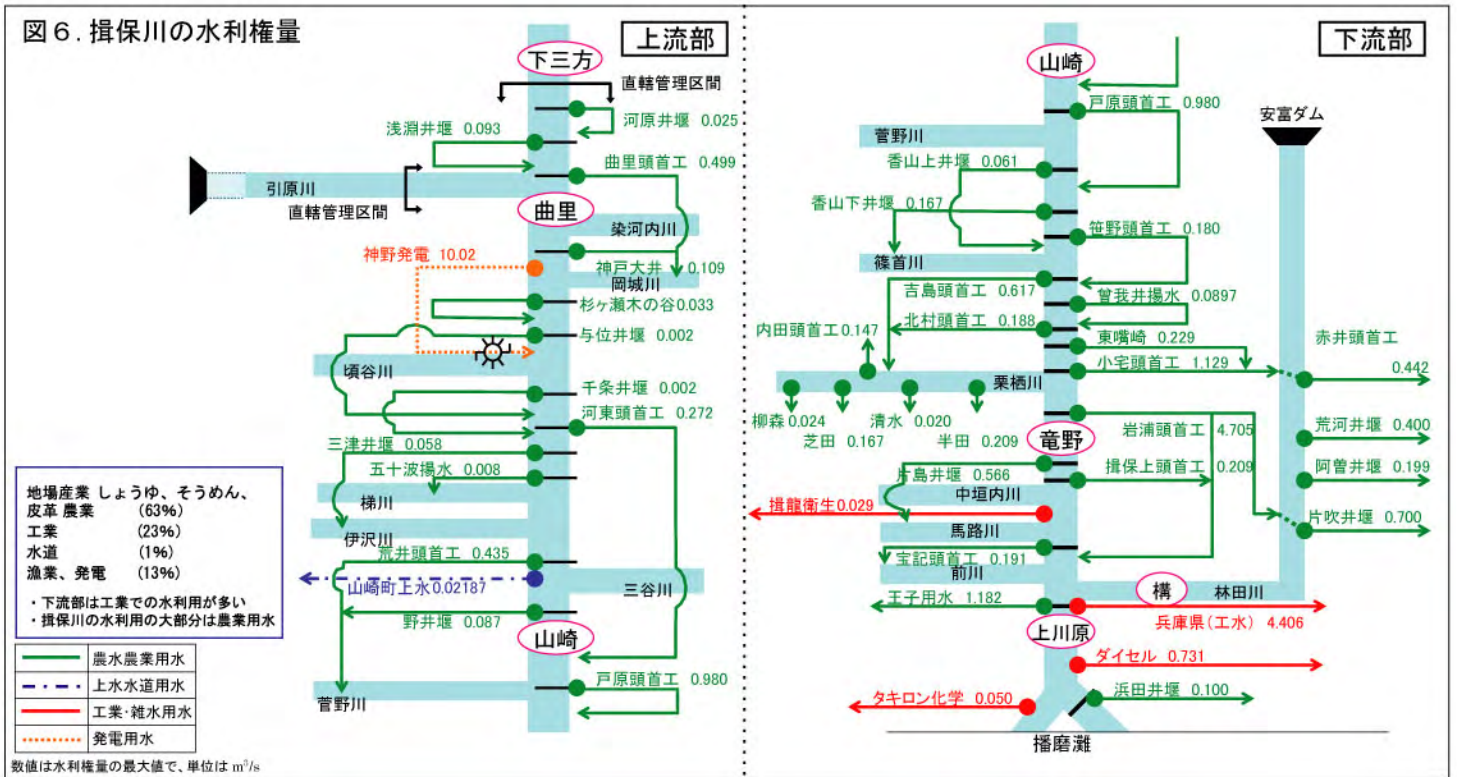 図6.揖保川の水利権量
上流部
下三方
直轄管理区間
河原井堰 0.025
浅淵井堰 0.093
曲里頭首工 0.499
引原川
直轄管理区間
曲里
染河内川
神野発電 10.02
神戸大井 0.109
岡城川
杉ヶ瀬木の谷0.033
与位井堰 0.002
頃谷川
千条井堰 0.002
河東頭首工 0.272
三津井堰 0.058
五十波揚水 0.008
梯川
伊沢川
荒井頭首工 0.435
山崎町上水0.02187
三谷川
野井堰 0.087
山崎
戸原頭首工 0.980
菅野川
地場産業 しょうゆ、そうめん、
皮革 農業 (63%)
工業 (23%)
水道 (1%)
漁業、発電 (13%)
・下流部は工業での水利用が多い
・揖保川の水利用の大部分は農業用水
農水農業用水
上水水道用水
工業・雑水用水
発電用水
数値は水利権量の最大値で、単位は m³/s
下流部
山崎
戸原頭首工 0.980
安富ダム
菅野川
香山上井堰 0.061
香山下井堰 0.167
笹野頭首工 0.180
篠首川
吉島頭首工 0.617
曽我井揚水 0.0897
北村頭首工 0.188
内田頭首工 0.147
東嘴崎 0.229
赤井頭首工
0.442
小宅頭首工 1.129
栗栖川
柳森 0.024
清水 0.020
芝田 0.167
半田 0.209
竜野
岩浦頭首工 4.705
荒河井堰 0.400
片島井堰 0.566
揖保上頭首工 0.209
阿曽井堰 0.199
中垣内川
揖龍衛生0.029
片吹井堰 0.700
馬路川
宝記頭首工 0.191
前川
構
林田川
王子用水 1.182
兵庫県(工水) 4.406
上川原
ダイセル 0.731
タキロン化学 0.050
浜田井堰 0.100
播磨灘